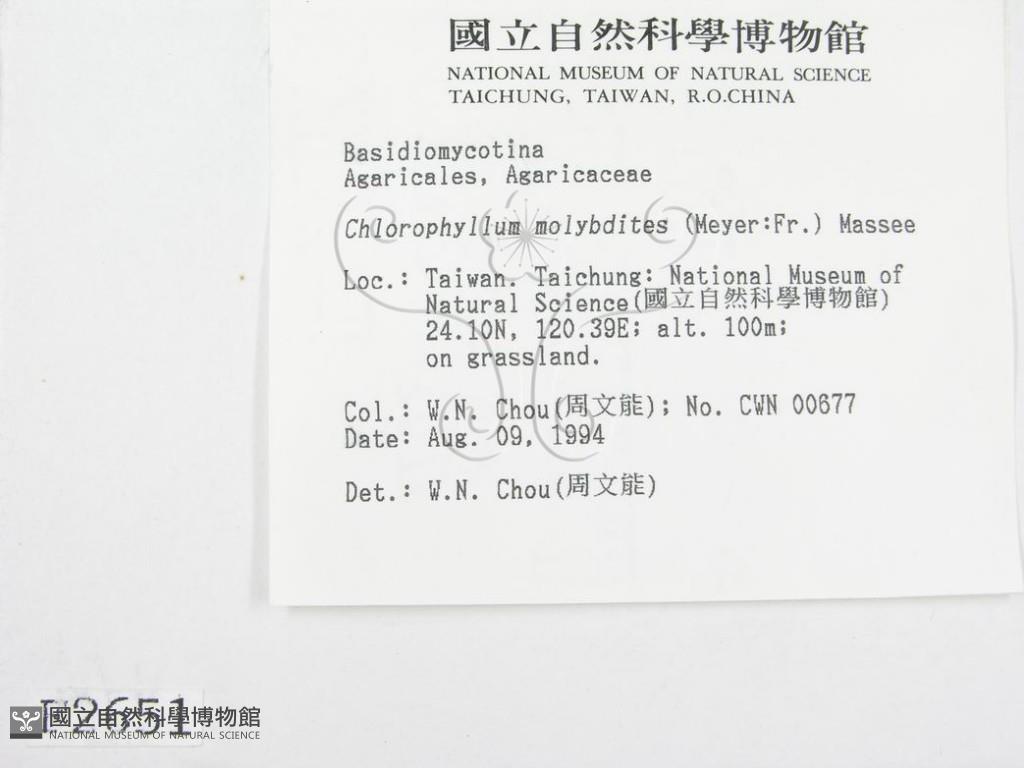 國立自然科學博物館
NATIONAL MUSEUM OF NATURAL SCIENCE
TAICHUNG, TAIWAN, R.O.CHINA
Basidiomycotina
Agaricales, Agaricaceae
Chlorophyllum molybdites (Meyer:Fr.) Massee
Loc.: Taiwan. Taichung: National Museum of
Natural Science(國立自然科學博物館)
24.10N, 120.39E; alt. 100m;
on grassland.
Col.: W.N. Chou(周文能); No. CWN 00677
Date: Aug. 09, 1994
Det.: W.N. Chou(周文能)
F2651
國立自然科學博物館
NATIONAL MUSEUM OF NATURAL SCIENCE